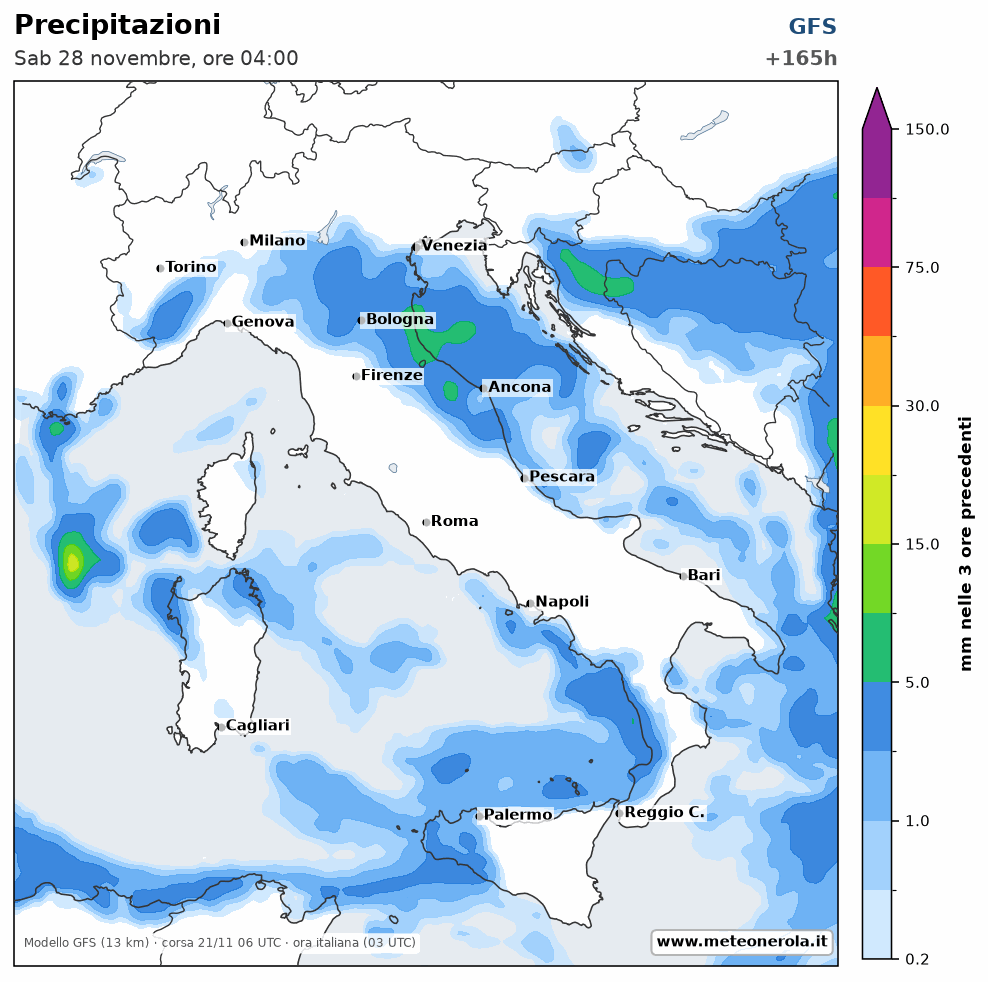 Precipitazioni
GFS
Sab 28 novembre, ore 04:00
+165h
150.0
75.0
30.0
15.0
5.0
1.0
0.2
mm nelle 3 ore precedenti
Milano
Venezia
Torino
Bologna
Genova
Firenze
Ancona
Pescara
Roma
Bari
Napoli
Cagliari
Palermo
Reggio C.
Modello GFS (13 km) · corsa 21/11 06 UTC · ora italiana (03 UTC)
www.meteonerola.it